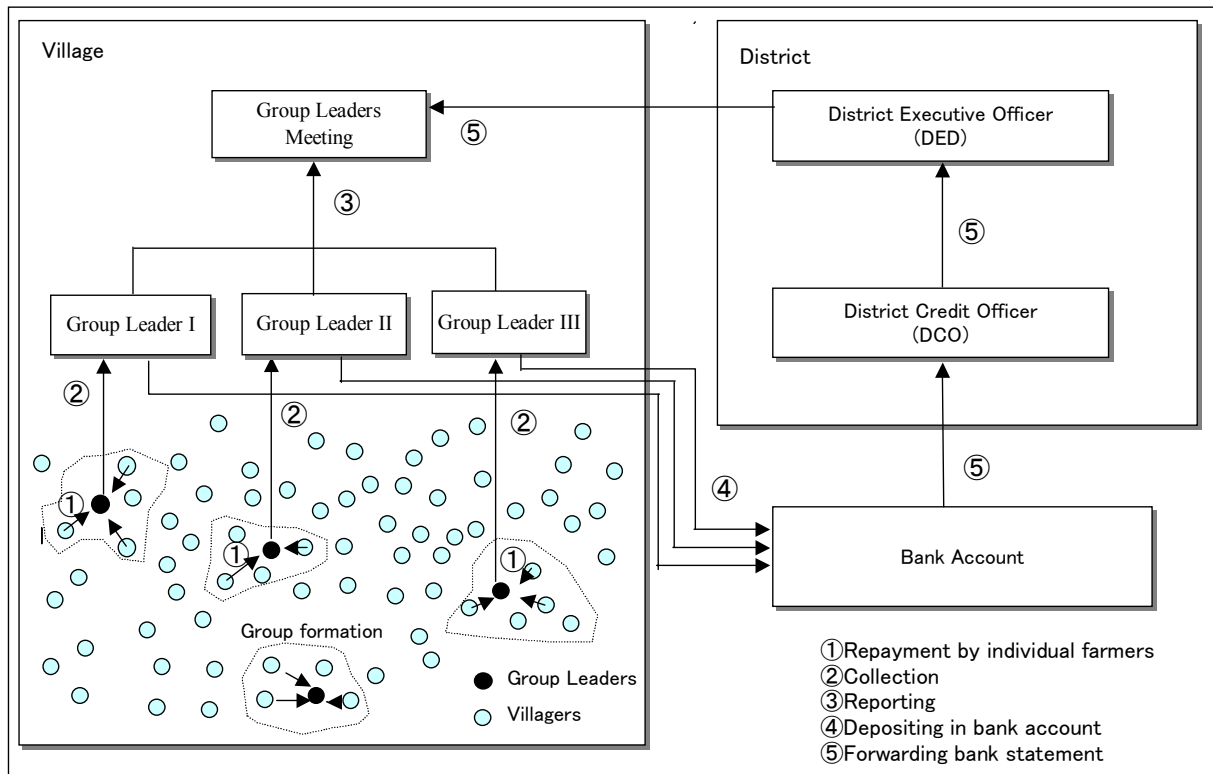 Village
District
Group Leaders
Meeting
⑤
District Executive Officer
(DED)
③
⑤
Group Leader I
Group Leader II
Group Leader III
District Credit Officer
(DCO)
②
②
②
①
①
①
④
⑤
Bank Account
Group formation
Group Leaders
Villagers
①Repayment by individual farmers
②Collection
③Reporting
④Depositing in bank account
⑤Forwarding bank statement